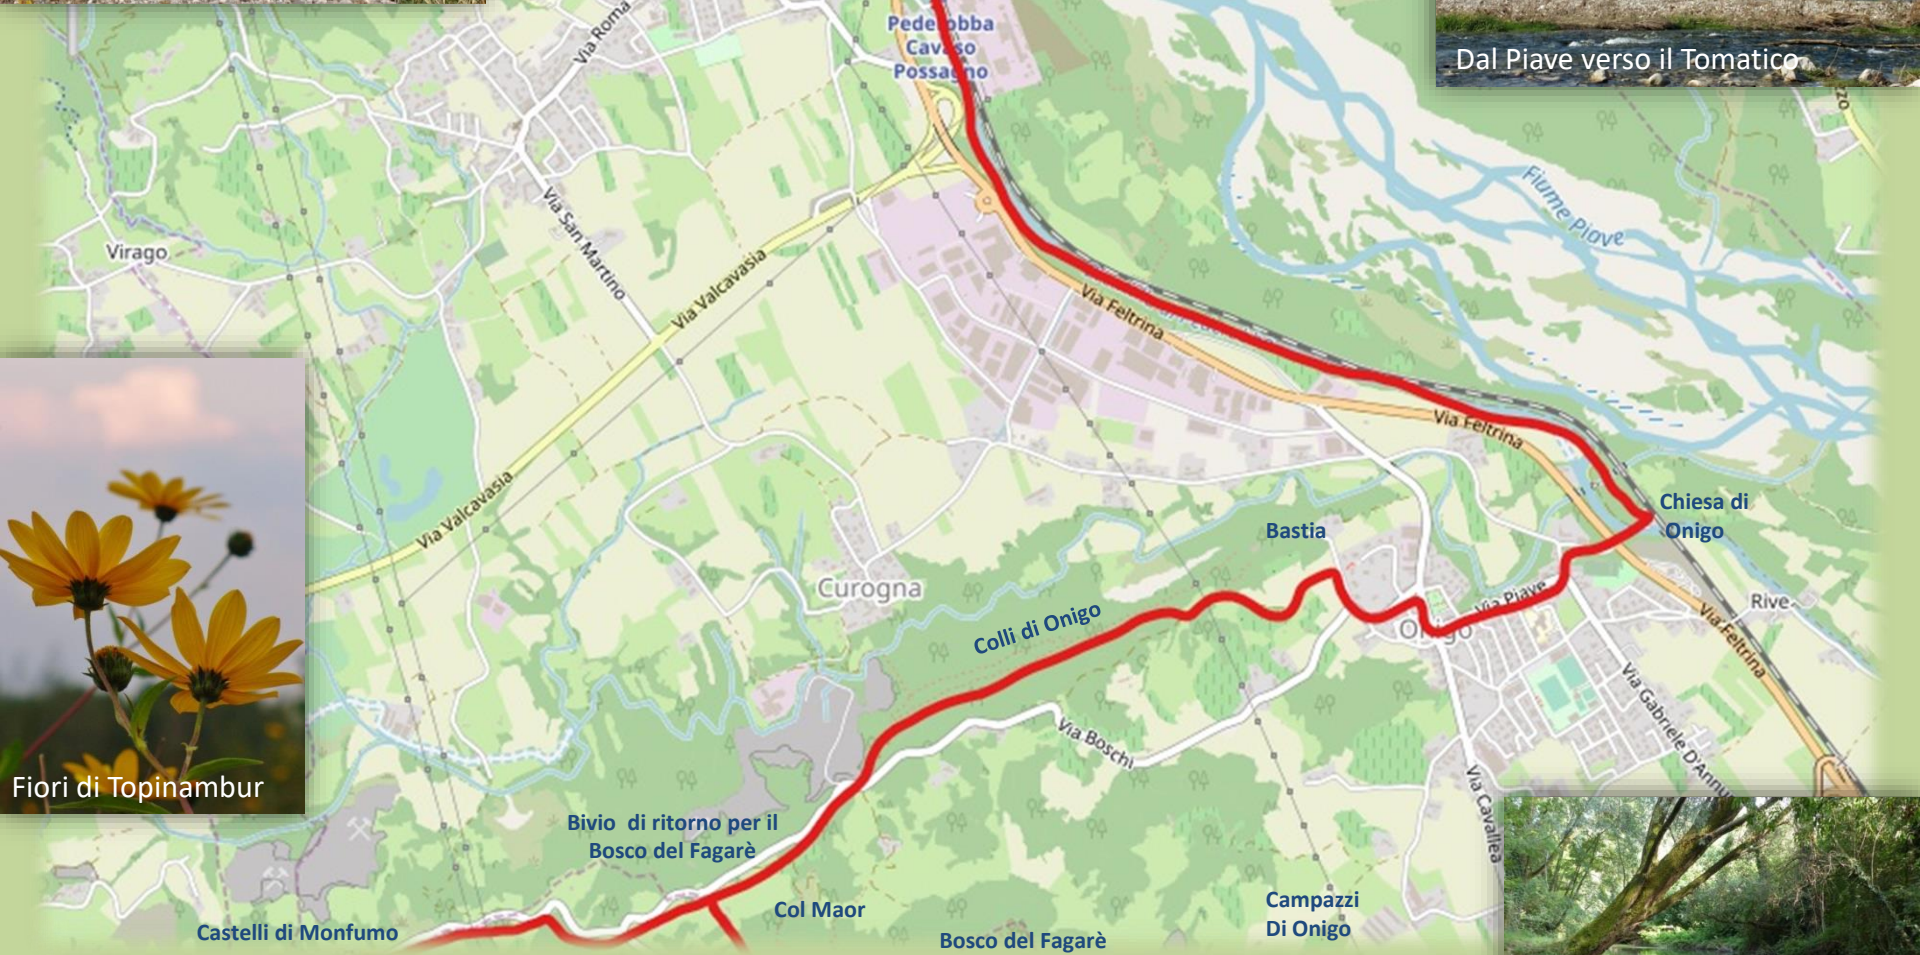 Via Roma
Pederobba
Cavaso
Possagno
Dal Piave verso il Tomatico
Fiume Piave
Via San Martino
Virago
Via Valcavasia
Via Feltrina
Via Feltrina
Via Valcavasia
Chiesa di
Onigo
Bastia
Curogna
Via Piave
Rive
Onigo
Colli di Onigo
Via Feltrina
Via Gabriele D'Annu
Via Boschi
Via Cavallea
Fiori di Topinambur
Bivio di ritorno per il
Bosco del Fagarè
Col Maor
Campazzi
Di Onigo
Castelli di Monfumo
Bosco del Fagarè